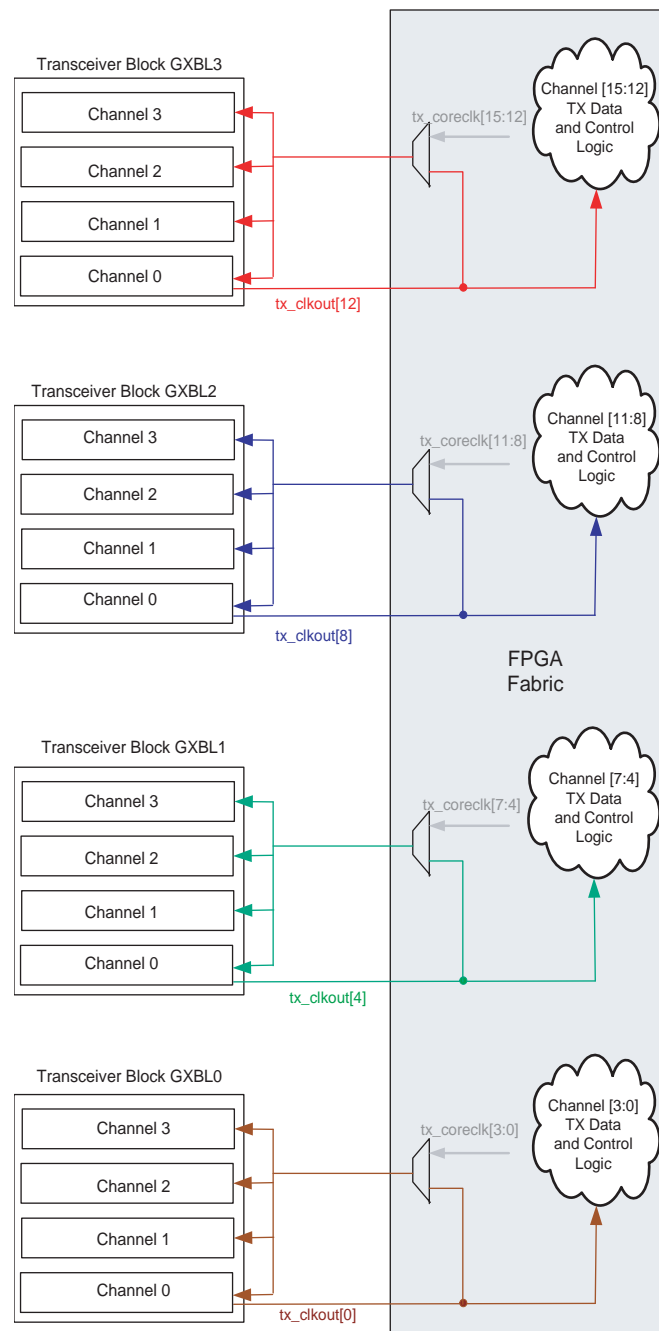 Transceiver Block GXBL3
Channel 3
Channel 2
Channel 1
Channel 0
tx_clkout[12]
tx_coreclk[15:12]
Channel [15:12]
TX Data
and Control
Logic
Transceiver Block GXBL2
Channel 3
Channel 2
Channel 1
Channel 0
tx_clkout[8]
tx_coreclk[11:8]
Channel [11:8]
TX Data
and Control
Logic
FPGA
Fabric
Transceiver Block GXBL1
Channel 3
Channel 2
Channel 1
Channel 0
tx_clkout[4]
tx_coreclk[7:4]
Channel [7:4]
TX Data
and Control
Logic
Transceiver Block GXBL0
Channel 3
Channel 2
Channel 1
Channel 0
tx_clkout[0]
tx_coreclk[3:0]
Channel [3:0]
TX Data
and Control
Logic